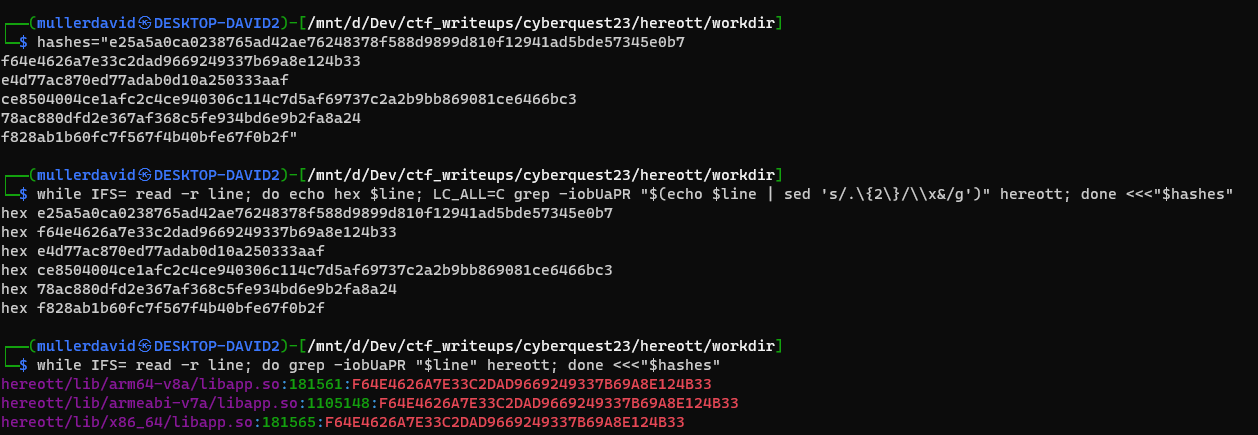 ┌──(mullerdavid㉿DESKTOP-DAVID2)-[/mnt/d/Dev/ctf_writeups/cyberquest23/hereott/workdir]
└─$ hashes="e25a5a0ca0238765ad42ae76248378f588d9899d810f12941ad5bde57345e0b7
f64e4626a7e33c2dad9669249337b69a8e124b33
e4d77ac870ed77adab0d10a250333aaf
ce8504004ce1afc2c4ce940306c114c7d5af69737c2a2b9bb869081ce6466bc3
78ac880dfd2e367af368c5fe934bd6e9b2fa8a24
f828ab1b60fc7f567f4b40bfe67f0b2f"
┌──(mullerdavid㉿DESKTOP-DAVID2)-[/mnt/d/Dev/ctf_writeups/cyberquest23/hereott/workdir]
└─$ while IFS= read -r line; do echo hex $line; LC_ALL=C grep -iobUaPR "$(echo $line | sed 's/.\{2\}/\\x&/g')" hereott; done <<<"$hashes"
hex e25a5a0ca0238765ad42ae76248378f588d9899d810f12941ad5bde57345e0b7
hex f64e4626a7e33c2dad9669249337b69a8e124b33
hex e4d77ac870ed77adab0d10a250333aaf
hex ce8504004ce1afc2c4ce940306c114c7d5af69737c2a2b9bb869081ce6466bc3
hex 78ac880dfd2e367af368c5fe934bd6e9b2fa8a24
hex f828ab1b60fc7f567f4b40bfe67f0b2f
┌──(mullerdavid㉿DESKTOP-DAVID2)-[/mnt/d/Dev/ctf_writeups/cyberquest23/hereott/workdir]
└─$ while IFS= read -r line; do grep -iobUaPR "$line" hereott; done <<<"$hashes"
hereott/lib/arm64-v8a/libapp.so:181561:F64E4626A7E33C2DAD9669249337B69A8E124B33
hereott/lib/armeabi-v7a/libapp.so:1105148:F64E4626A7E33C2DAD9669249337B69A8E124B33
hereott/lib/x86_64/libapp.so:181565:F64E4626A7E33C2DAD9669249337B69A8E124B33